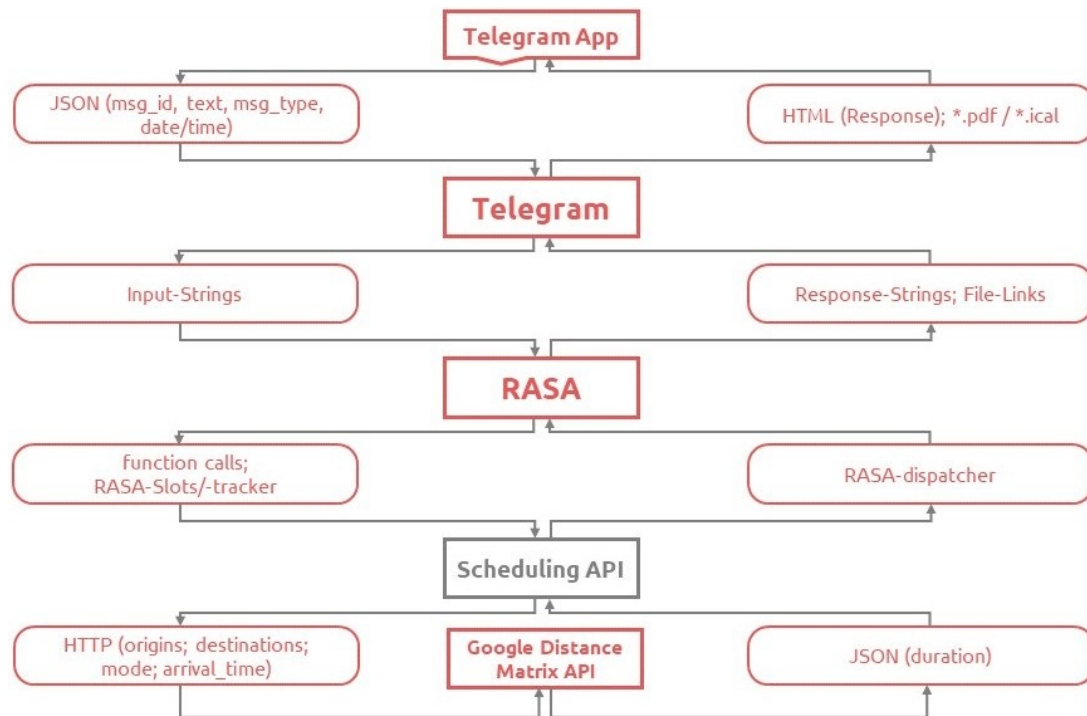 Telegram App
JSON (msg_id, text, msg_type,
date/time)
HTML (Response); *.pdf / *.ical
Telegram
Input-Strings
Response-Strings; File-Links
RASA
function calls;
RASA-Slots/-tracker
RASA-dispatcher
Scheduling API
HTTP (origins; destinations;
mode; arrival_time)
Google Distance
Matrix API
JSON (duration)